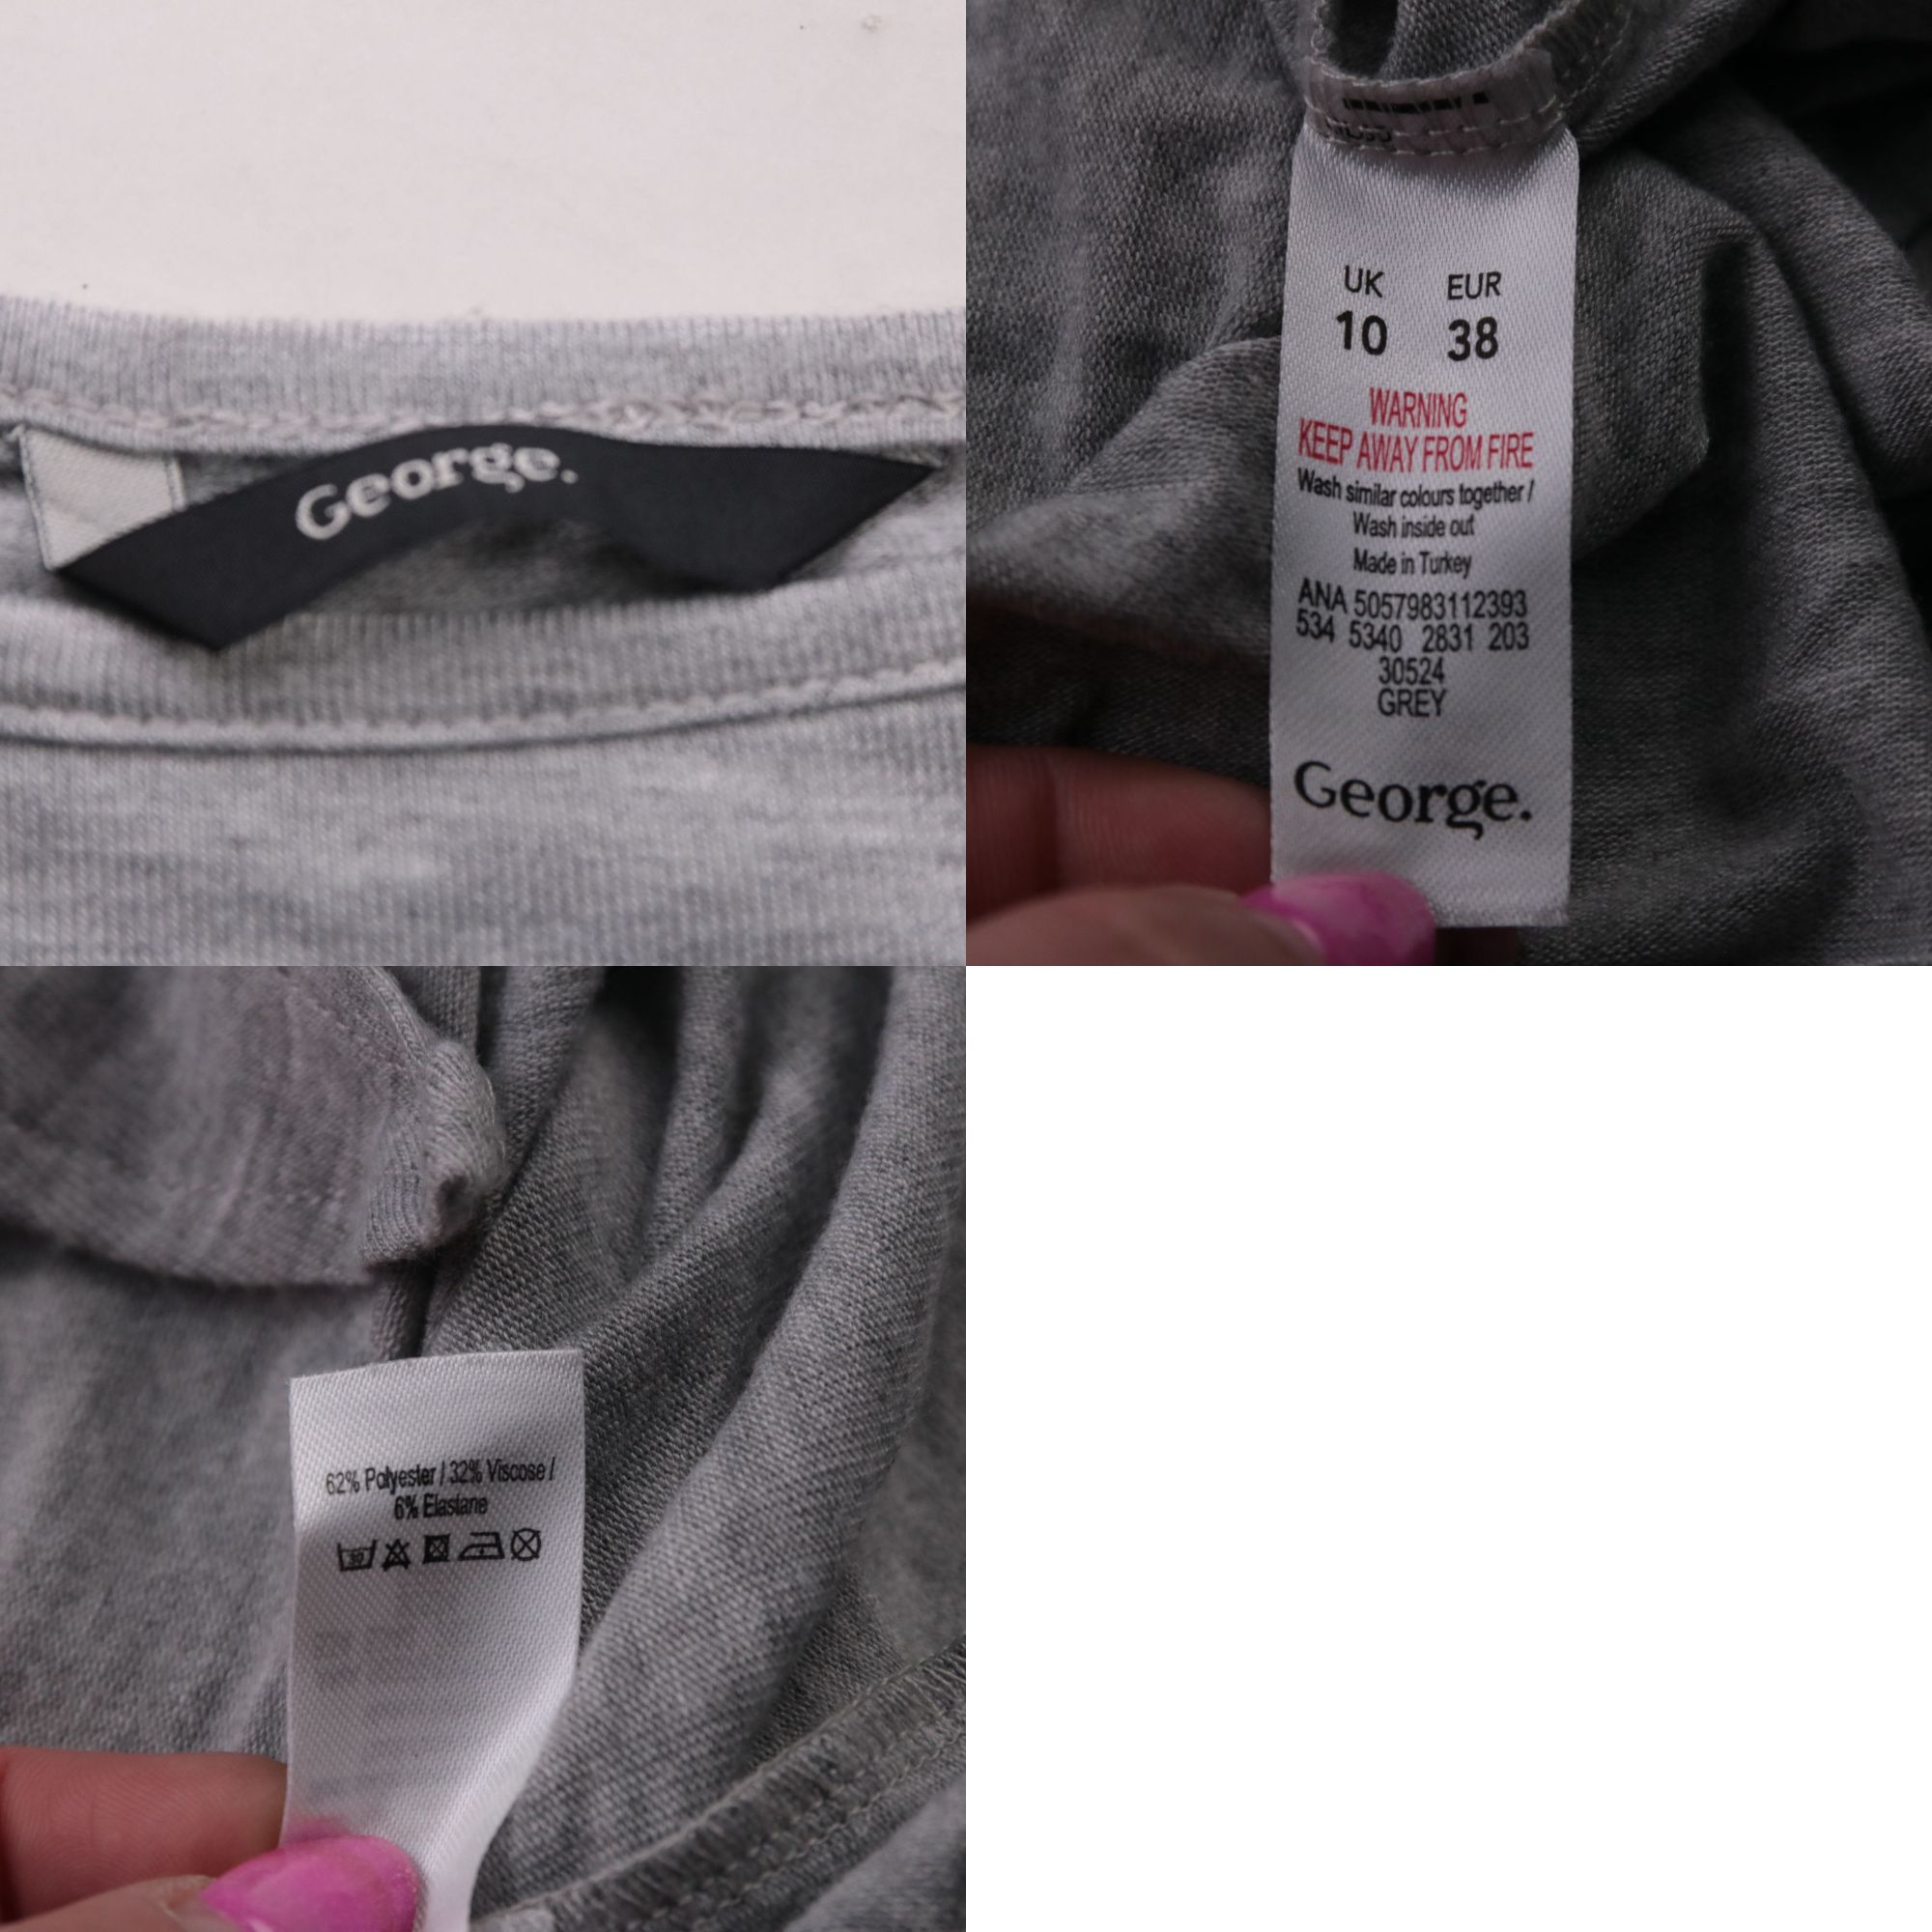 George.
UK EUR
10 38
WARNING
KEEP AWAY FROM FIRE
Wash similar colours together /
Wash inside out
Made in Turkey
ANA 5057983112393
534 5340 2831 203
30524
GREY
George.
62% Polyester / 32% Viscose /
6% Elastane
30